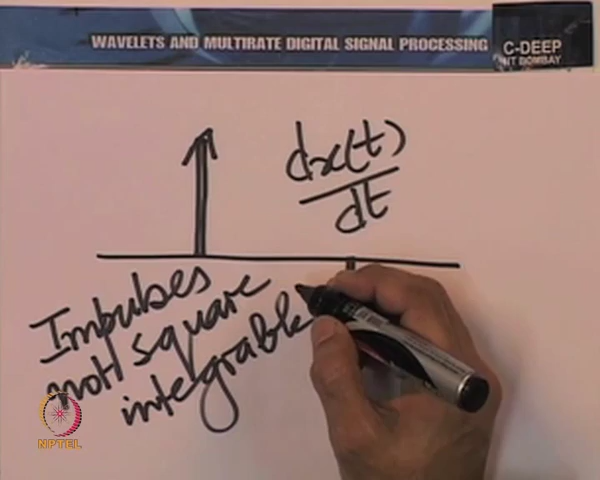 WAVELETS AND MULTIRATE DIGITAL SIGNAL PROCESSING
C-DEEP
IIT BOMBAY
dx(t)
dt
Impulses
not square
integrable
NPTEL